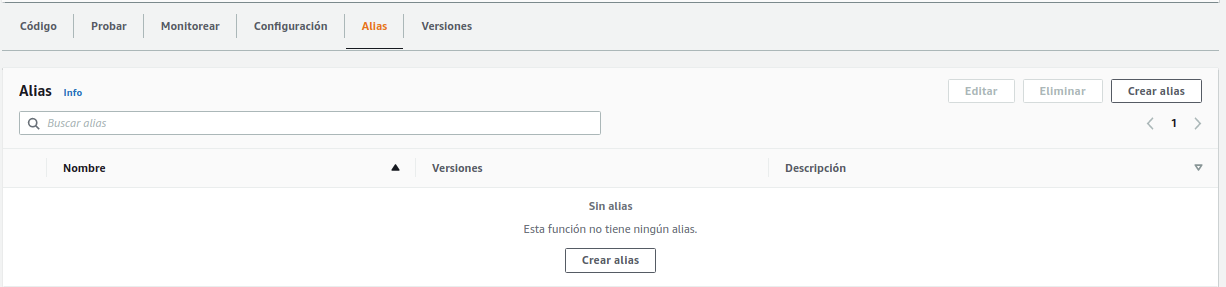 Código Probar Monitorear Configuración Alias Versiones
Alias Info Editar Eliminar Crear alias
Buscar alias 1
Nombre Versiones Descripción
Sin alias
Esta función no tiene ningún alias.
Crear alias